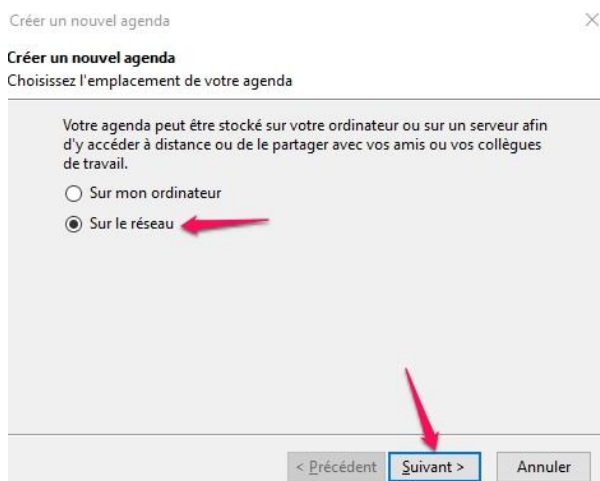 Créer un nouvel agenda
Créer un nouvel agenda
Choisissez l'emplacement de votre agenda
Votre agenda peut être stocké sur votre ordinateur ou sur un serveur afin
d'y accéder à distance ou de le partager avec vos amis ou vos collègues
de travail.
Sur mon ordinateur
Sur le réseau
< Précédent Suivant > Annuler